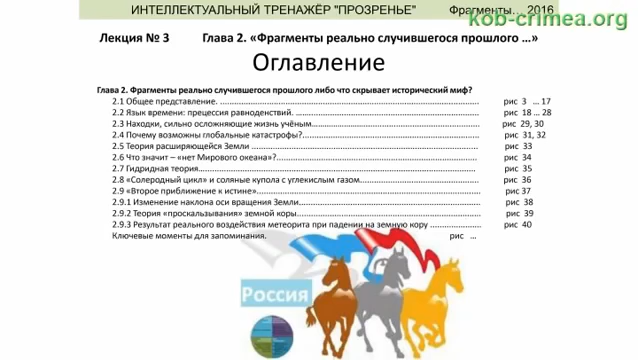 ИНТЕЛЛЕКТУАЛЬНЫЙ ТРЕНАЖЁР "ПРОЗРЕНЬЕ" Фрагменты... 2016
kob-crimea.org
Лекция № 3 Глава 2. «Фрагменты реально случившегося прошлого ...»
Оглавление
Глава 2. Фрагменты реально случившегося прошлого либо что скрывает исторический миф?
2.1 Общее представление. ... рис 3 ... 17
2.2 Язык времени: прецессия равноденствий. ... рис 18 ... 28
2.3 Находки, сильно осложняющие жизнь учёным... рис 29, 30
2.4 Почему возможны глобальные катастрофы?... рис 31, 32
2.5 Теория расширяющейся Земли ... рис 33
2.6 Что значит – «нет Мирового океана»?... рис 34
2.7 Гидридная теория... рис 35
2.8 «Солеродный цикл» и соляные купола с углекислым газом... рис 36
2.9 «Второе приближение к истине»... рис 37
2.9.1 Изменение наклона оси вращения Земли... рис 38
2.9.2 Теория «проскальзывания» земной коры... рис 39
2.9.3 Результат реального воздействия метеорита при падении на земную кору ... рис 40
Ключевые моменты для запоминания. рис ...
Россия